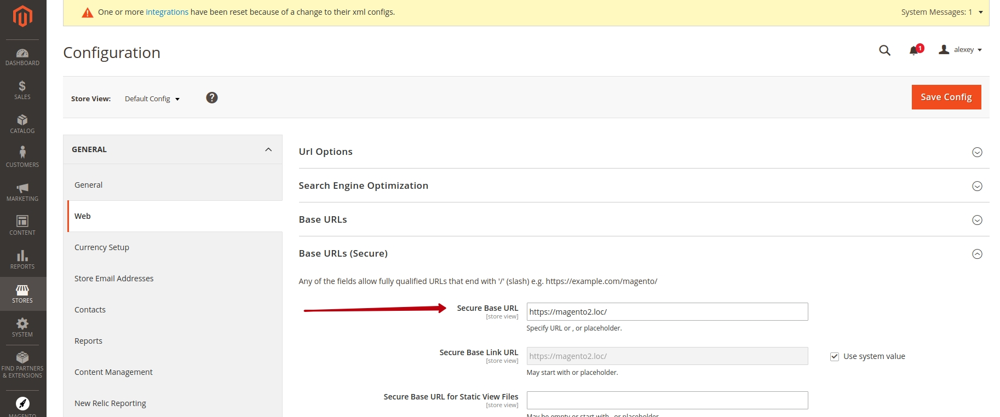 One or more integrations have been reset because of a change to their xml configs.
System Messages: 1
Configuration
1
alexey
Store View: Default Config
?
Save Config
DASHBOARD
$
SALES
CATALOG
CUSTOMERS
MARKETING
CONTENT
REPORTS
STORES
SYSTEM
FIND PARTNERS
& EXTENSIONS
MAGENTO
GENERAL
General
Web
Currency Setup
Store Email Addresses
Contacts
Reports
Content Management
New Relic Reporting
Url Options
Search Engine Optimization
Base URLs
Base URLs (Secure)
Any of the fields allow fully qualified URLs that end with '/' (slash) e.g. https://example.com/magento/
Secure Base URL
[store view]
https://magento2.loc/
Specify URL or , or placeholder.
Secure Base Link URL
[store view]
https://magento2.loc/
Use system value
May start with or placeholder.
Secure Base URL for Static View Files
[store view]
May be empty or start with , or placeholder.